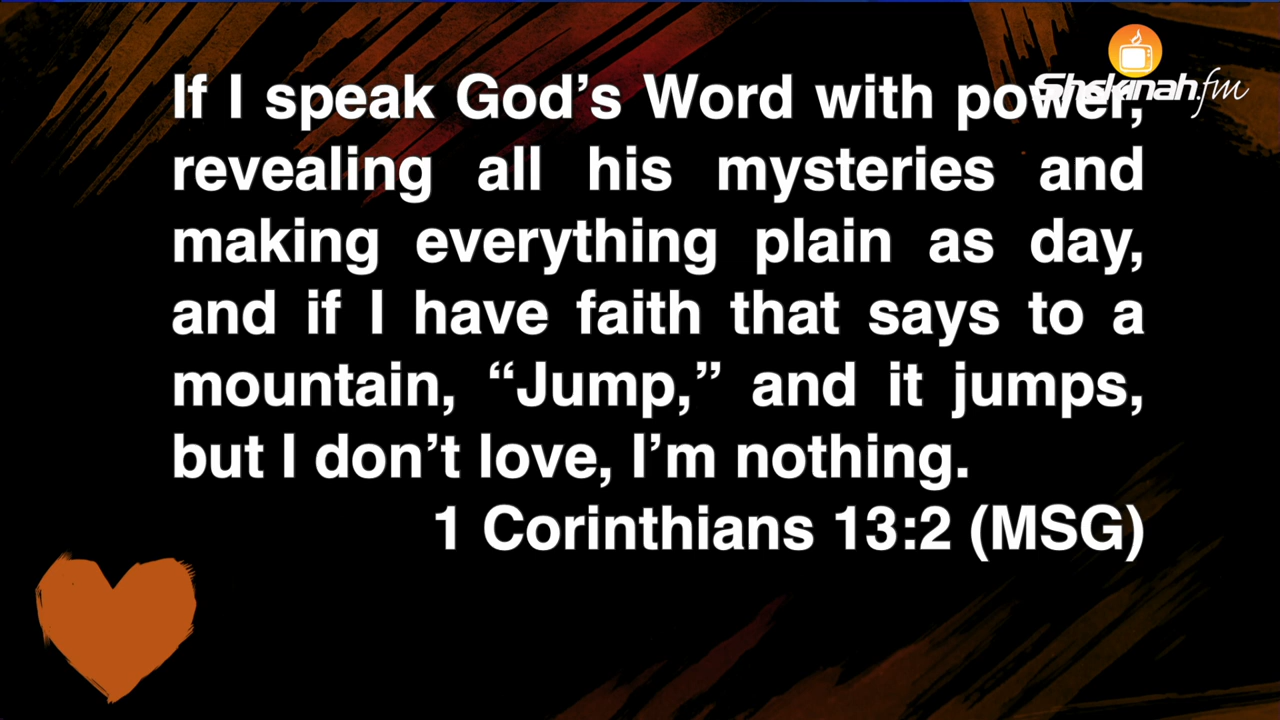 Shekinah.fm
If I speak God’s Word with power,
revealing all his mysteries and
making everything plain as day,
and if I have faith that says to a
mountain, “Jump,” and it jumps,
but I don’t love, I’m nothing.
1 Corinthians 13:2 (MSG)